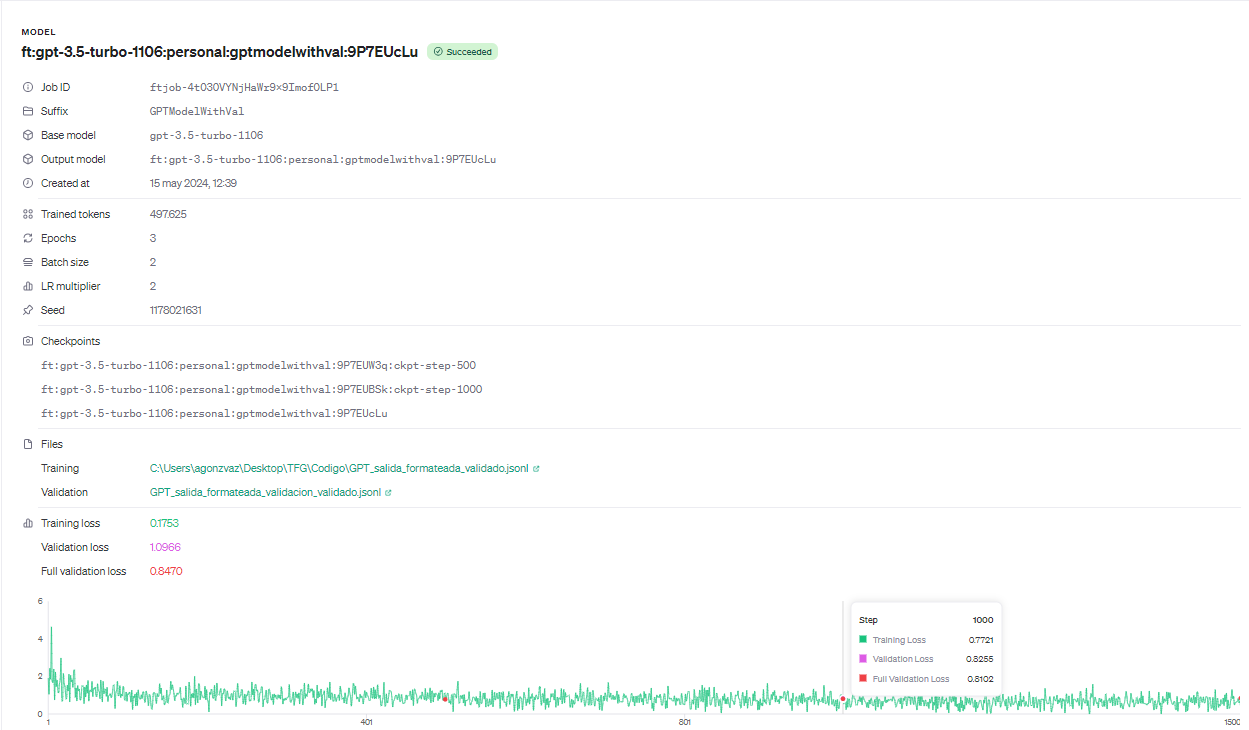 MODEL
ft:gpt-3.5-turbo-1106:personal:gptmodelwithval:9P7EUcLu Succeeded
Job ID ftjob-4t030VYNjHaWr9x9Imof0LP1
Suffix GPTModelWithVal
Base model gpt-3.5-turbo-1106
Output model ft:gpt-3.5-turbo-1106:personal:gptmodelwithval:9P7EUcLu
Created at 15 may 2024, 12:39
Trained tokens 497.625
Epochs 3
Batch size 2
LR multiplier 2
Seed 1178021631
Checkpoints
ft:gpt-3.5-turbo-1106:personal:gptmodelwithval:9P7EUW3q:ckpt-step-500
ft:gpt-3.5-turbo-1106:personal:gptmodelwithval:9P7EUBSk:ckpt-step-1000
ft:gpt-3.5-turbo-1106:personal:gptmodelwithval:9P7EUcLu
Files
Training C:\Users\agonzvaz\Desktop\TFG\Codigo\GPT_salida_formateada_validado.jsonl
Validation GPT_salida_formateada_validacion_validado.jsonl
Training loss 0.1753
Validation loss 1.0966
Full validation loss 0.8470
6
4
2
0
Step 1000
Training Loss 0.7721
Validation Loss 0.8255
Full Validation Loss 0.8102
1 401 801 1500